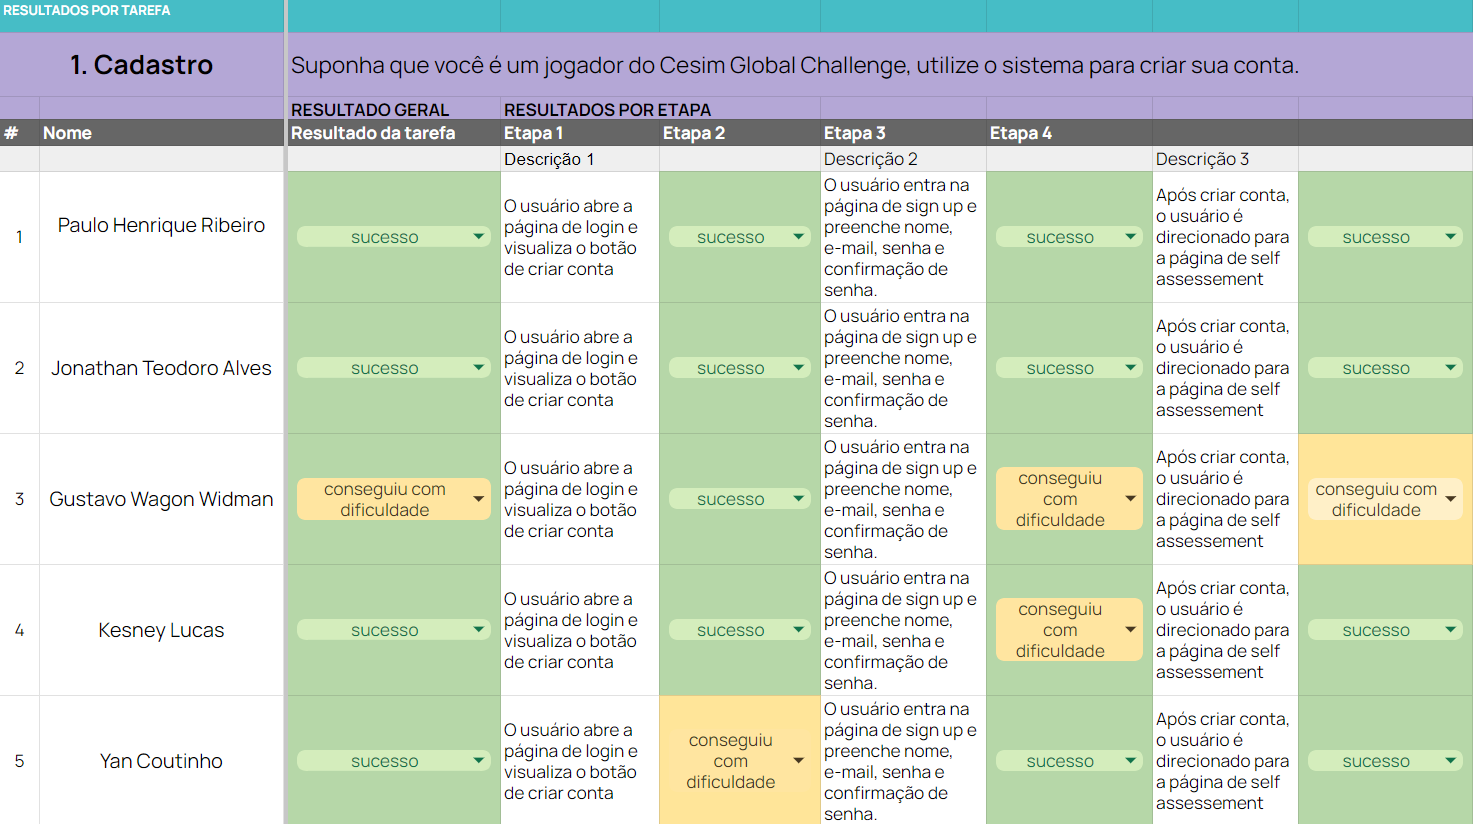 RESULTADOS POR TAREFA
1. Cadastro
Suponha que você é um jogador do Cesim Global Challenge, utilize o sistema para criar sua conta.
RESULTADO GERAL RESULTADOS POR ETAPA
# Nome Resultado da tarefa Etapa 1 Etapa 2 Etapa 3 Etapa 4
Descrição 1 Descrição 2 Descrição 3
1
Paulo Henrique Ribeiro
sucesso
O usuário abre a
página de login e
visualiza o botão
de criar conta
sucesso
O usuário entra na
página de sign up e
preenche nome,
e-mail, senha e
confirmação de
senha.
sucesso
Após criar conta,
o usuário é
direcionado para
a página de self
assessement
sucesso
2
Jonathan Teodoro Alves
sucesso
O usuário abre a
página de login e
visualiza o botão
de criar conta
sucesso
O usuário entra na
página de sign up e
preenche nome,
e-mail, senha e
confirmação de
senha.
sucesso
Após criar conta,
o usuário é
direcionado para
a página de self
assessement
sucesso
3
Gustavo Wagon Widman
conseguiu com
dificuldade
O usuário abre a
página de login e
visualiza o botão
de criar conta
sucesso
O usuário entra na
página de sign up e
preenche nome,
e-mail, senha e
confirmação de
senha.
conseguiu
com
dificuldade
Após criar conta,
o usuário é
direcionado para
a página de self
assessement
conseguiu com
dificuldade
4
Kesney Lucas
sucesso
O usuário abre a
página de login e
visualiza o botão
de criar conta
sucesso
O usuário entra na
página de sign up e
preenche nome,
e-mail, senha e
confirmação de
senha.
conseguiu
com
dificuldade
Após criar conta,
o usuário é
direcionado para
a página de self
assessement
sucesso
5
Yan Coutinho
sucesso
O usuário abre a
página de login e
visualiza o botão
de criar conta
conseguiu
com
dificuldade
O usuário entra na
página de sign up e
preenche nome,
e-mail, senha e
confirmação de
senha.
sucesso
Após criar conta,
o usuário é
direcionado para
a página de self
assessement
sucesso